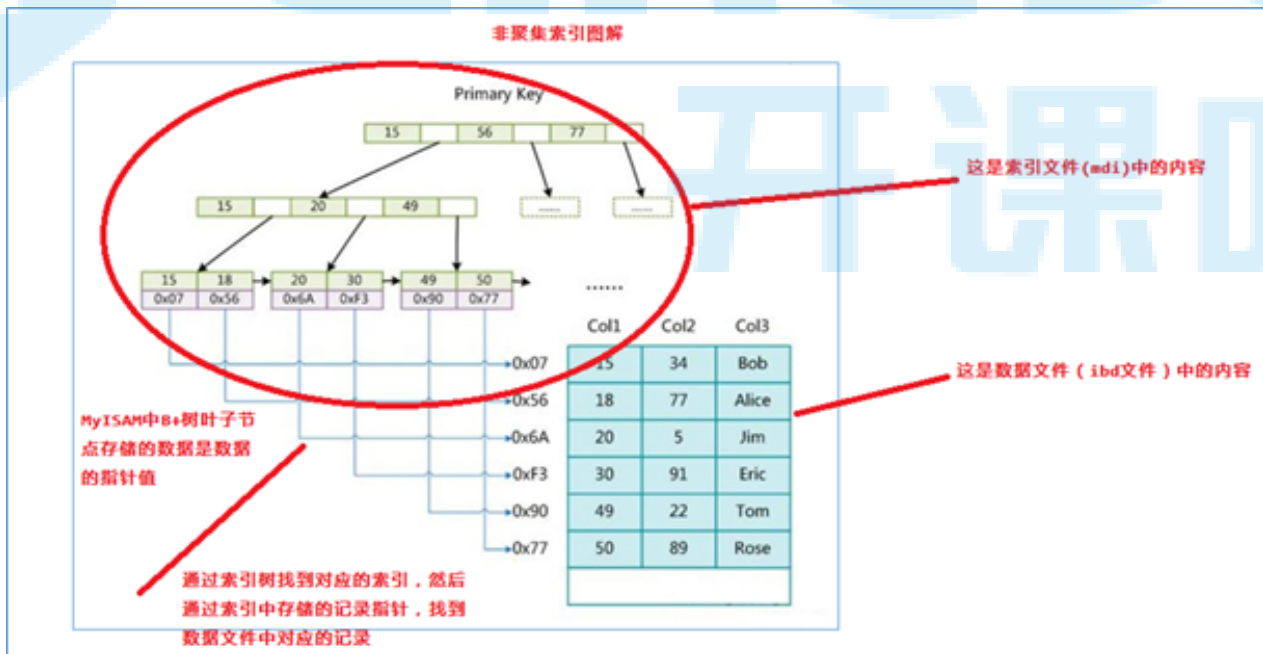 非聚集索引图解
开课
Primary Key
15 56 77
这是索引文件(mdi)中的内容
15 20 49
........
........
15 18 20 30 49 50
0x07 0x56 0x6A 0xF3 0x90 0x77
......
Col1 Col2 Col3
0x07 15 34 Bob
这是数据文件（ibd文件）中的内容
0x56 18 77 Alice
MyISAM中B+树叶子节
点存储的数据是数据
的指针值
0x6A 20 5 Jim
0xF3 30 91 Eric
0x90 49 22 Tom
0x77 50 89 Rose
通过索引树找到对应的索引，然后
通过索引中存储的记录指针，找到
数据文件中对应的记录